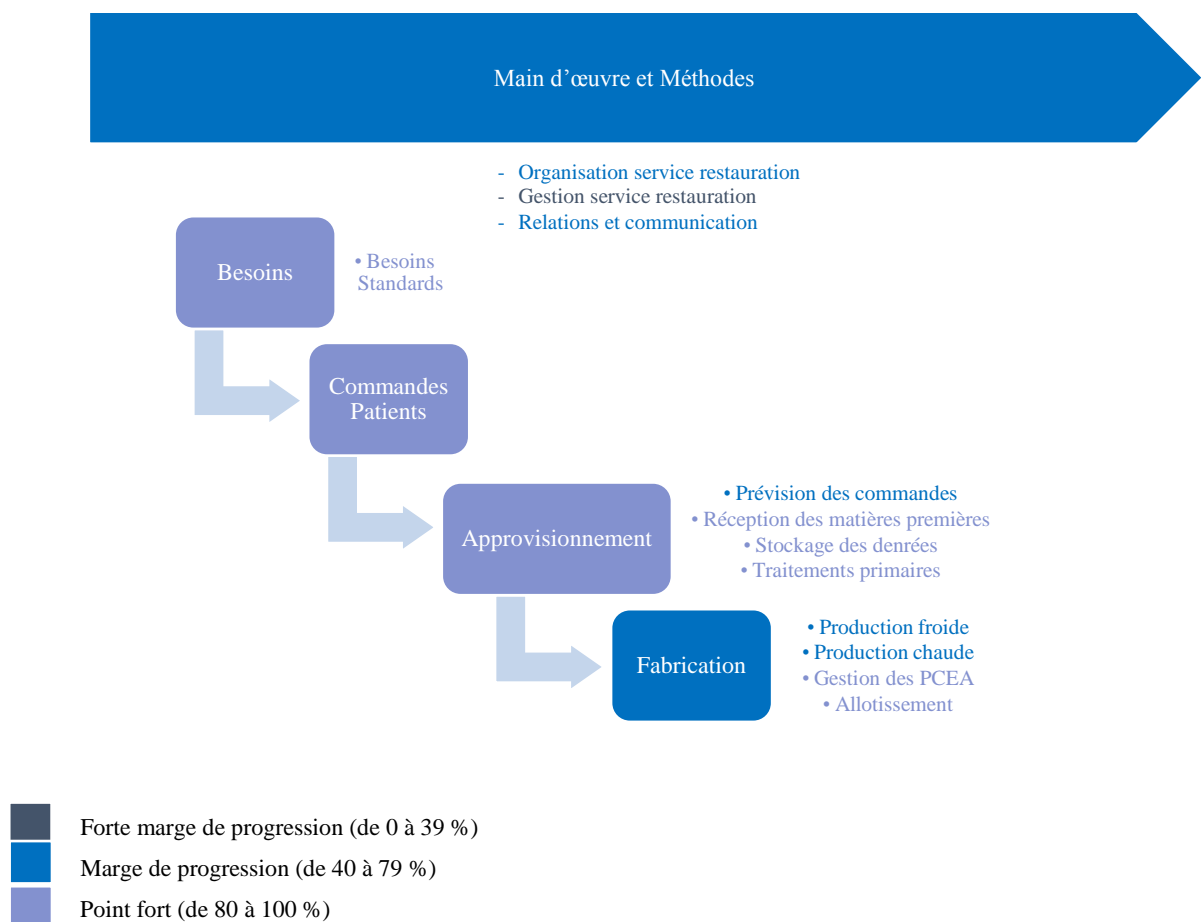 Main d’œuvre et Méthodes
- Organisation service restauration
- Gestion service restauration
- Relations et communication
Besoins
• Besoins
Standards
Commandes
Patients
Approvisionnement
• Prévision des commandes
• Réception des matières premières
• Stockage des denrées
• Traitements primaires
Fabrication
• Production froide
• Production chaude
• Gestion des PCEA
• Allotissement
Forte marge de progression (de 0 à 39 %)
Marge de progression (de 40 à 79 %)
Point fort (de 80 à 100 %)